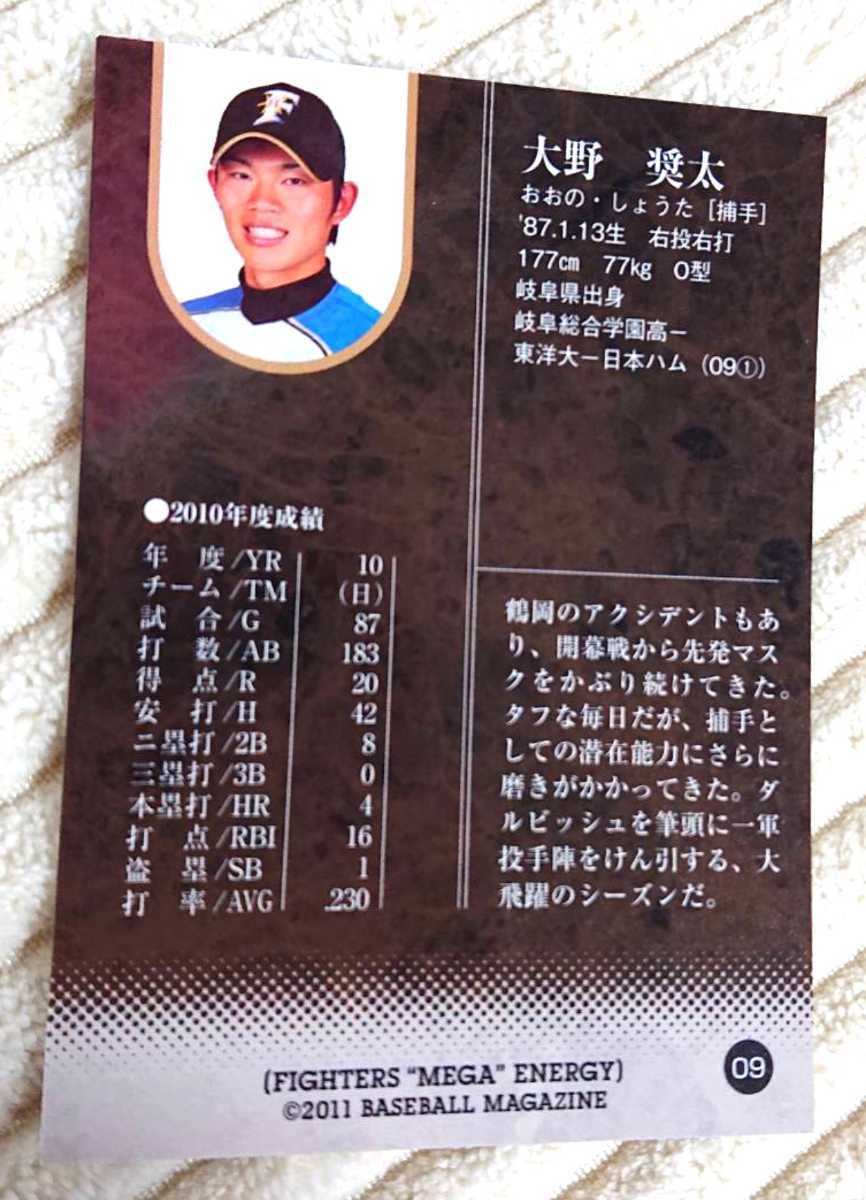 F
大野 奨太
おおの・しょうた [捕手]
'87.1.13生 右投右打
177㎝ 77㎏ O型
岐阜県出身
岐阜総合学園高ー
東洋大ー日本ハム (09①)
●2010年度成績
年度/YR 10
チーム/TM (日)
試合/G 87
打数/AB 183
得点/R 20
安打/H 42
二塁打/2B 8
三塁打/3B 0
本塁打/HR 4
打点/RBI 16
盗塁/SB 1
打率/AVG .230
鶴岡のアクシデントもあ
り、開幕戦から先発マス
クをかぶり続けてきた。
タフな毎日だが、捕手と
しての潜在能力にさらに
磨きがかかってきた。ダ
ルビッシュを筆頭に一軍
投手陣をけん引する、大
飛躍のシーズンだ。
(FIGHTERS "MEGA" ENERGY)
©2011 BASEBALL MAGAZINE
09